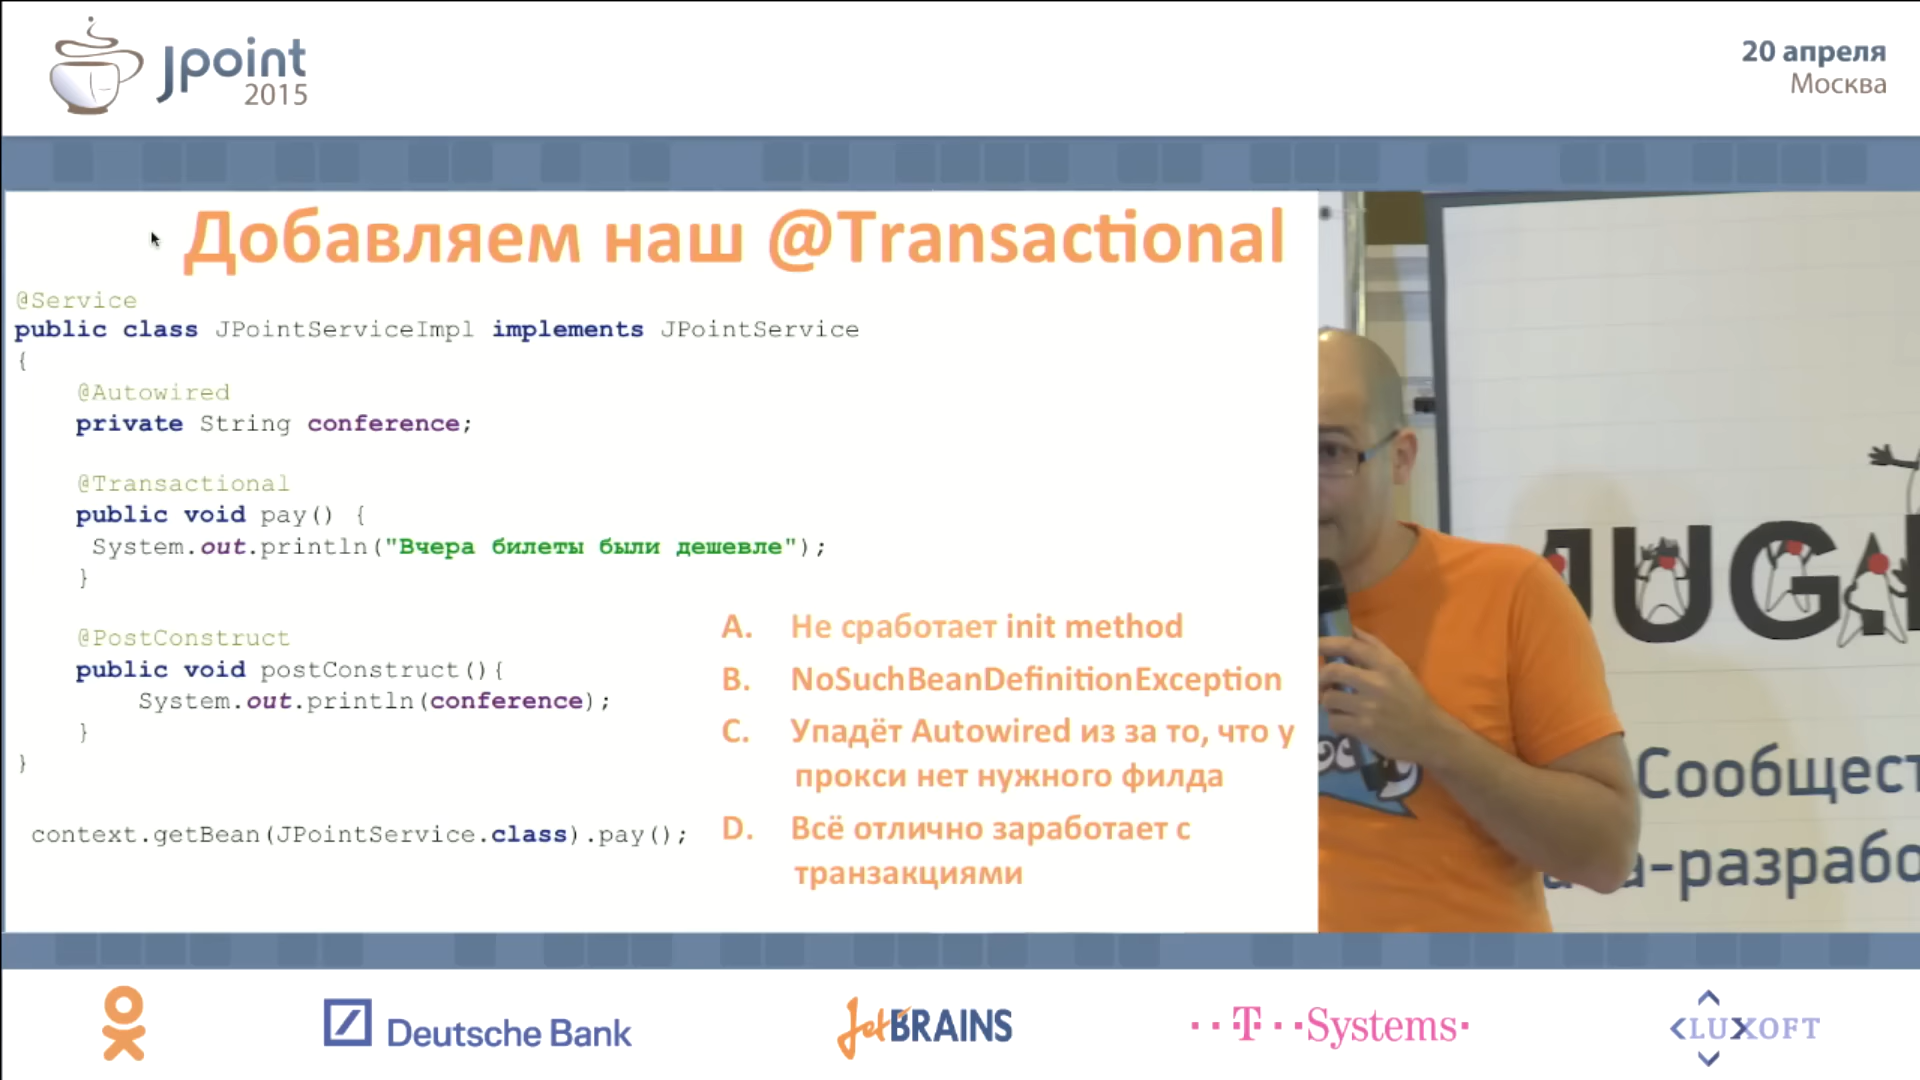 Jpoint
2015
20 апреля
Москва
Добавляем наш @Transactional
@Service
public class JPointServiceImpl implements JPointService
{
@Autowired
private String conference;
@Transactional
public void pay() {
System.out.println("Вчера билеты были дешевле");
}
@PostConstruct
public void postConstruct(){
System.out.println(conference);
}
}
context.getBean(JPointService.class).pay();
A. Не сработает init method
B. NoSuchBeanDefinitionException
C. Упадёт Autowired из за то, что у
прокси нет нужного филда
D. Всё отлично заработает с
транзакциями
JUG.
Deutsche Bank
JetBRAINS
··T··Systems·
LUXOFT